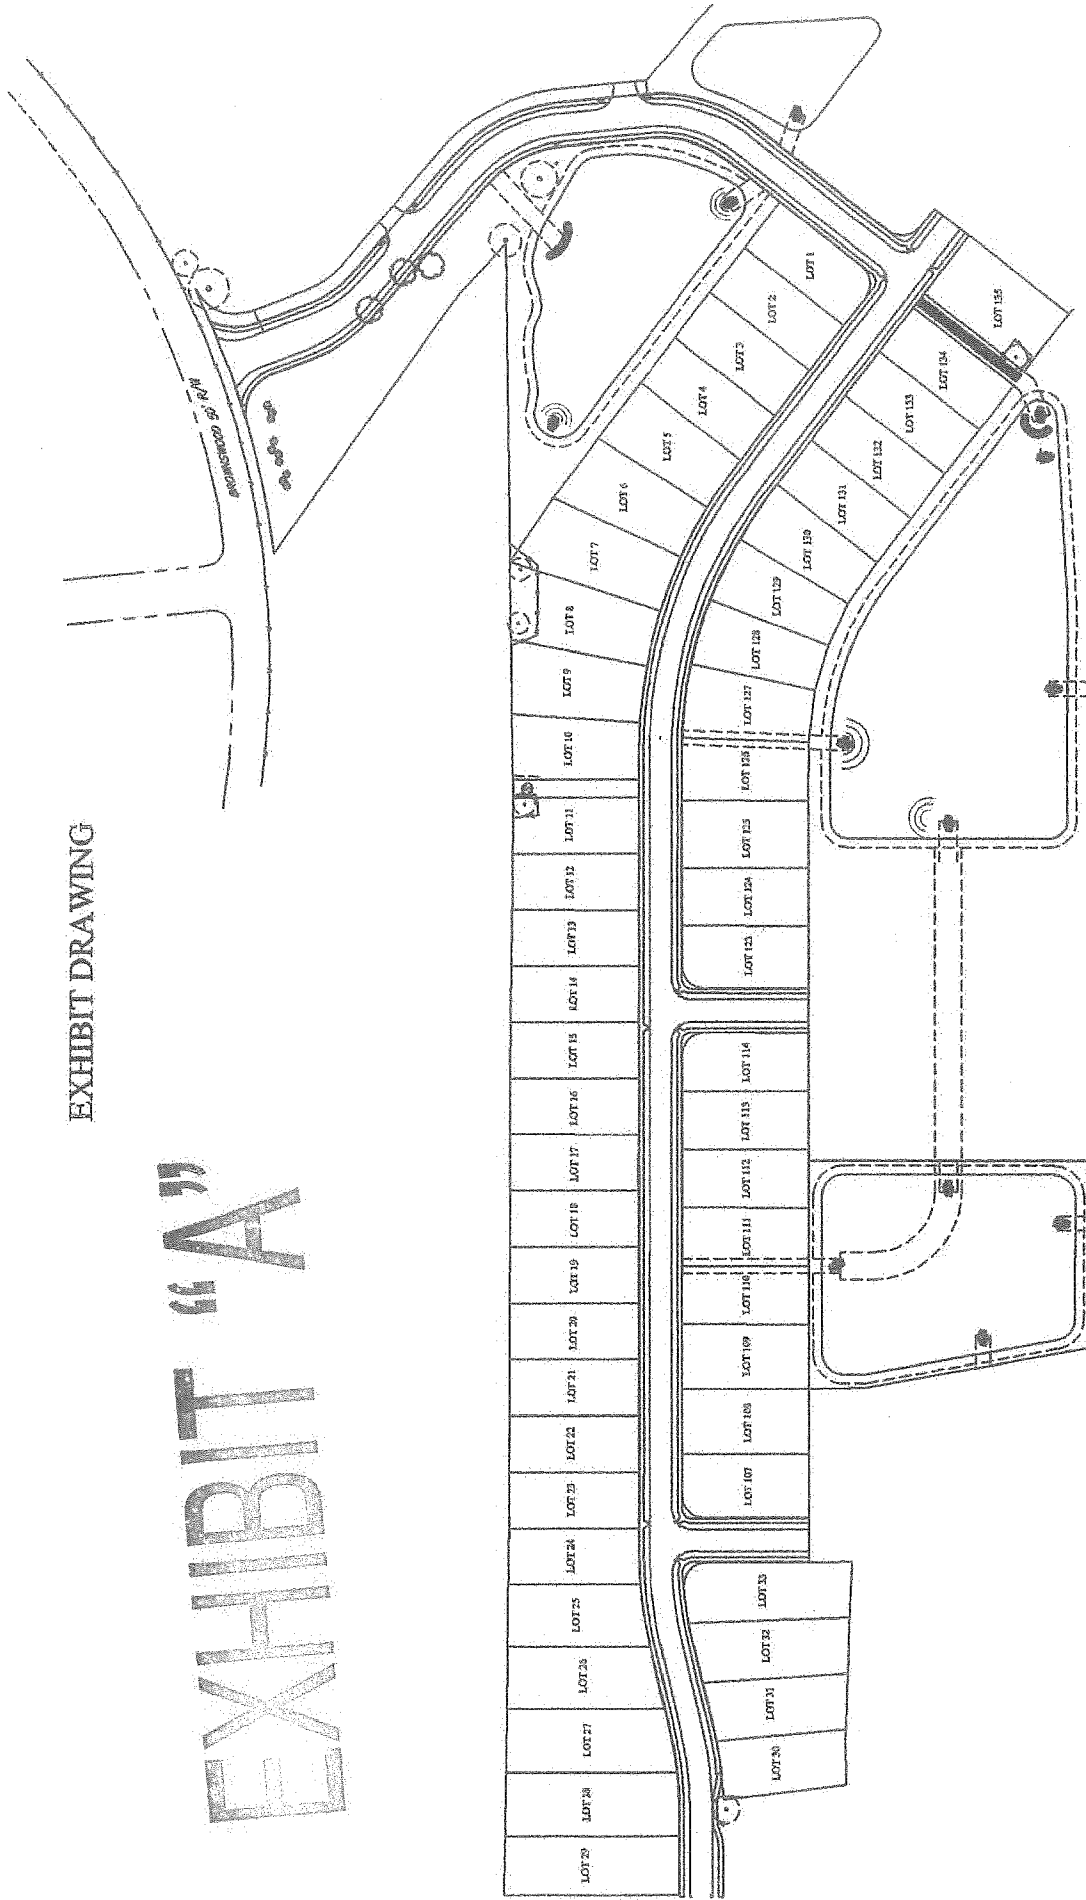 EXHIBIT DRAWING
EXHIBIT "A"
50' R/W
LOT 1
LOT 2
LOT 3
LOT 4
LOT 5
LOT 6
LOT 7
LOT 8
LOT 9
LOT 10
LOT 11
LOT 12
LOT 13
LOT 14
LOT 15
LOT 16
LOT 17
LOT 18
LOT 19
LOT 20
LOT 21
LOT 22
LOT 23
LOT 24
LOT 25
LOT 26
LOT 27
LOT 28
LOT 29
LOT 135
LOT 134
LOT 133
LOT 132
LOT 131
LOT 130
LOT 129
LOT 128
LOT 127
LOT 126
LOT 125
LOT 124
LOT 123
LOT 114
LOT 113
LOT 112
LOT 111
LOT 110
LOT 109
LOT 108
LOT 107
LOT 33
LOT 32
LOT 31
LOT 30